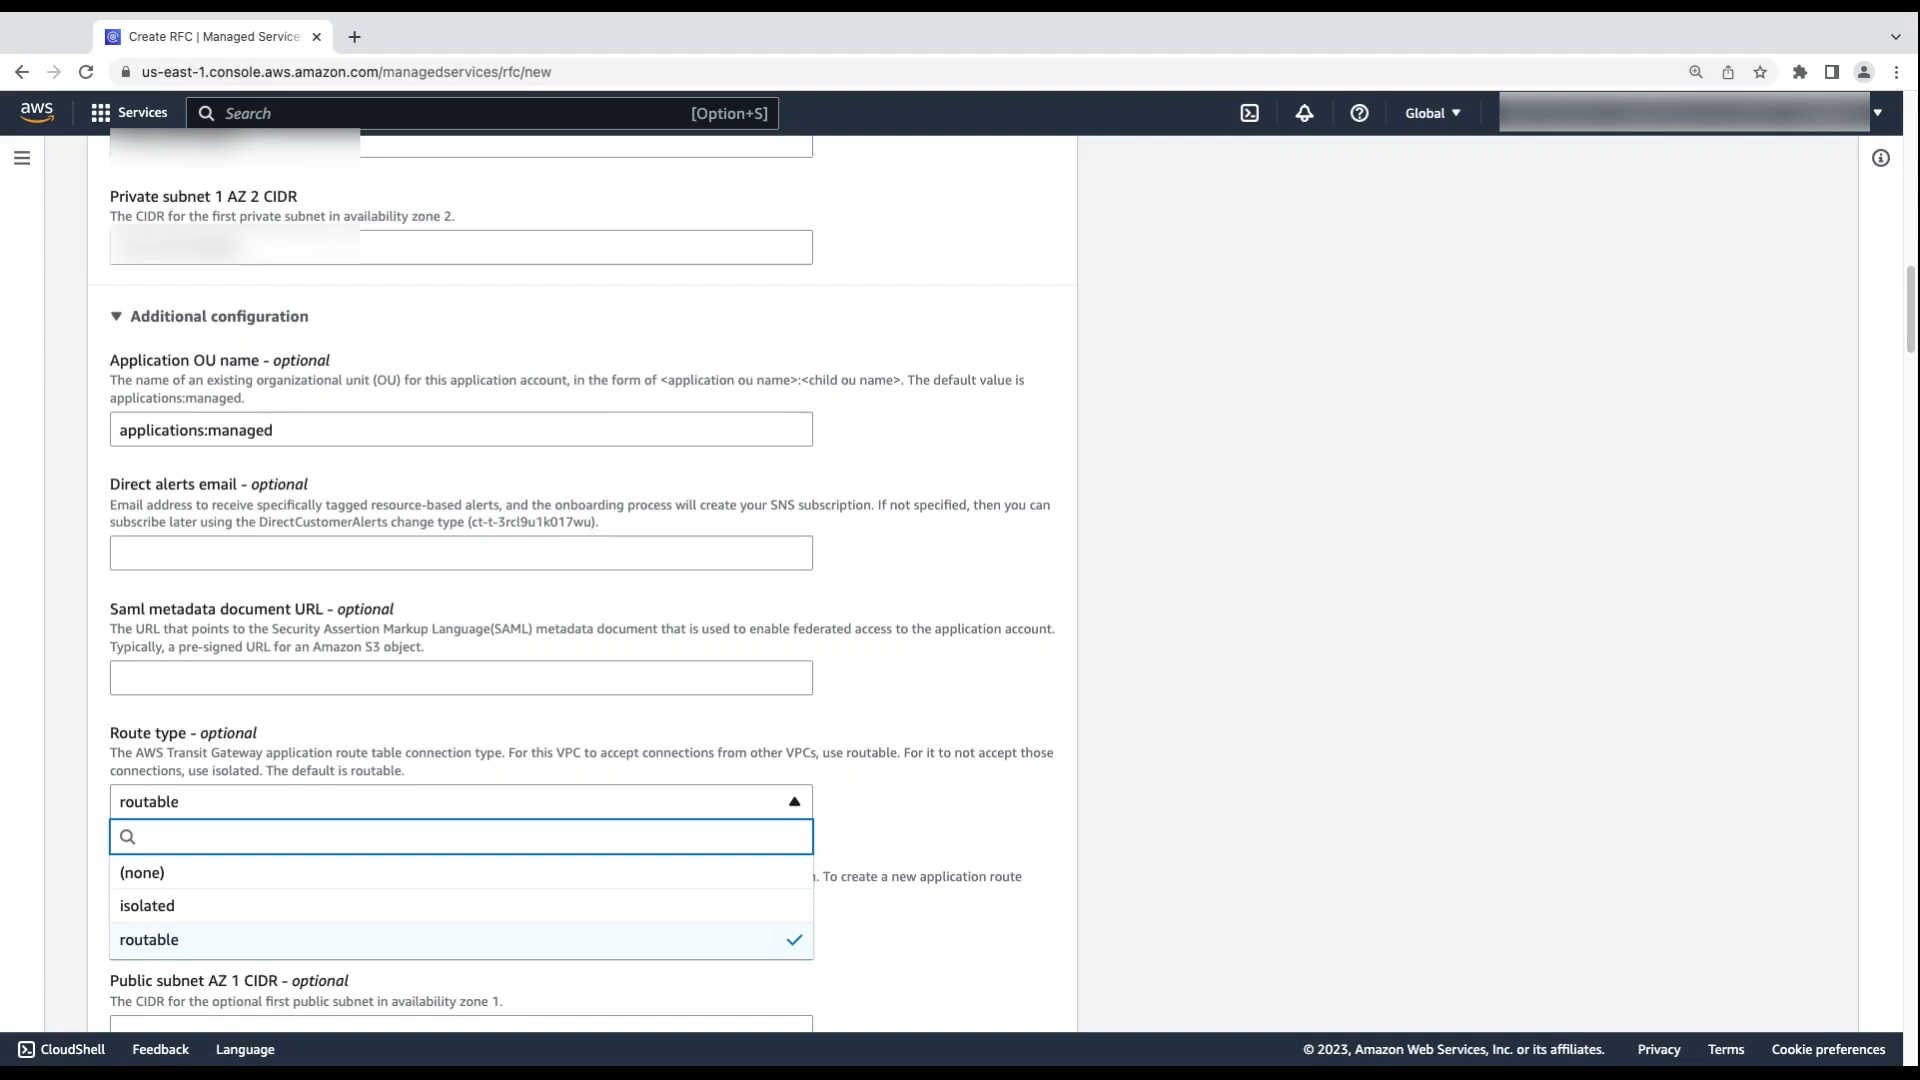 Create RFC | Managed Service
us-east-1.console.aws.amazon.com/managedservices/rfc/new
aws
Services
Search
[Option+S]
Global
Private subnet 1 AZ 2 CIDR
The CIDR for the first private subnet in availability zone 2.
Additional configuration
Application OU name - optional
The name of an existing organizational unit (OU) for this application account, in the form of <application ou name>:<child ou name>. The default value is
applications:managed.
applications:managed
Direct alerts email - optional
Email address to receive specifically tagged resource-based alerts, and the onboarding process will create your SNS subscription. If not specified, then you can
subscribe later using the DirectCustomerAlerts change type (ct-t-3rcl9u1k017wu).
Saml metadata document URL - optional
The URL that points to the Security Assertion Markup Language(SAML) metadata document that is used to enable federated access to the application account.
Typically, a pre-signed URL for an Amazon S3 object.
Route type - optional
The AWS Transit Gateway application route table connection type. For this VPC to accept connections from other VPCs, use routable. For it to not accept those
connections, use isolated. The default is routable.
routable
(none)
. To create a new application route
isolated
routable
Public subnet AZ 1 CIDR - optional
The CIDR for the optional first public subnet in availability zone 1.
CloudShell
Feedback
Language
© 2023, Amazon Web Services, Inc. or its affiliates.
Privacy
Terms
Cookie preferences